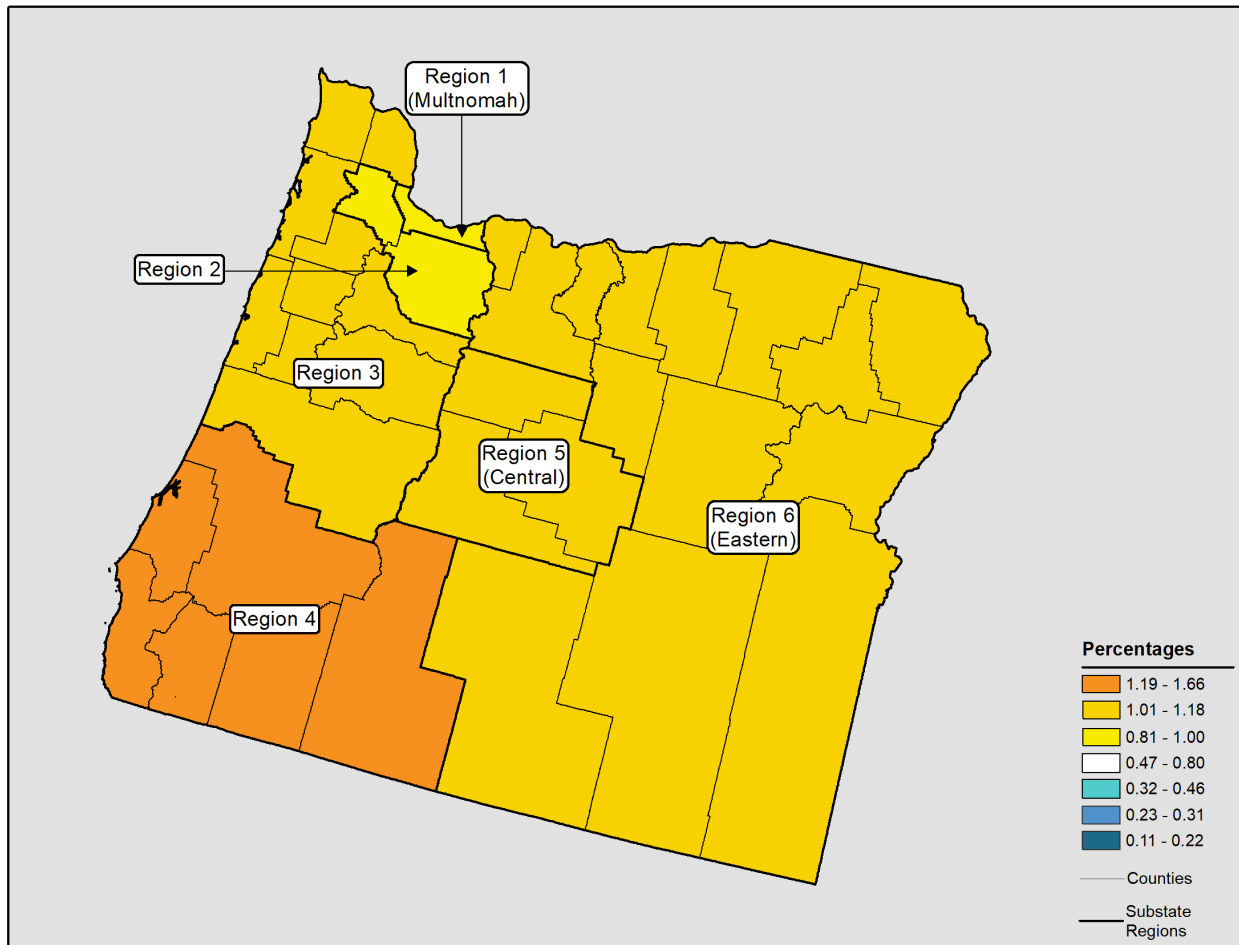 Region 1
(Multnomah)
Region 2
Region 3
Region 5
(Central)
Region 6
(Eastern)
Region 4
Percentages
1.19 - 1.66
1.01 - 1.18
0.81 - 1.00
0.47 - 0.80
0.32 - 0.46
0.23 - 0.31
0.11 - 0.22
Counties
Substate
Regions